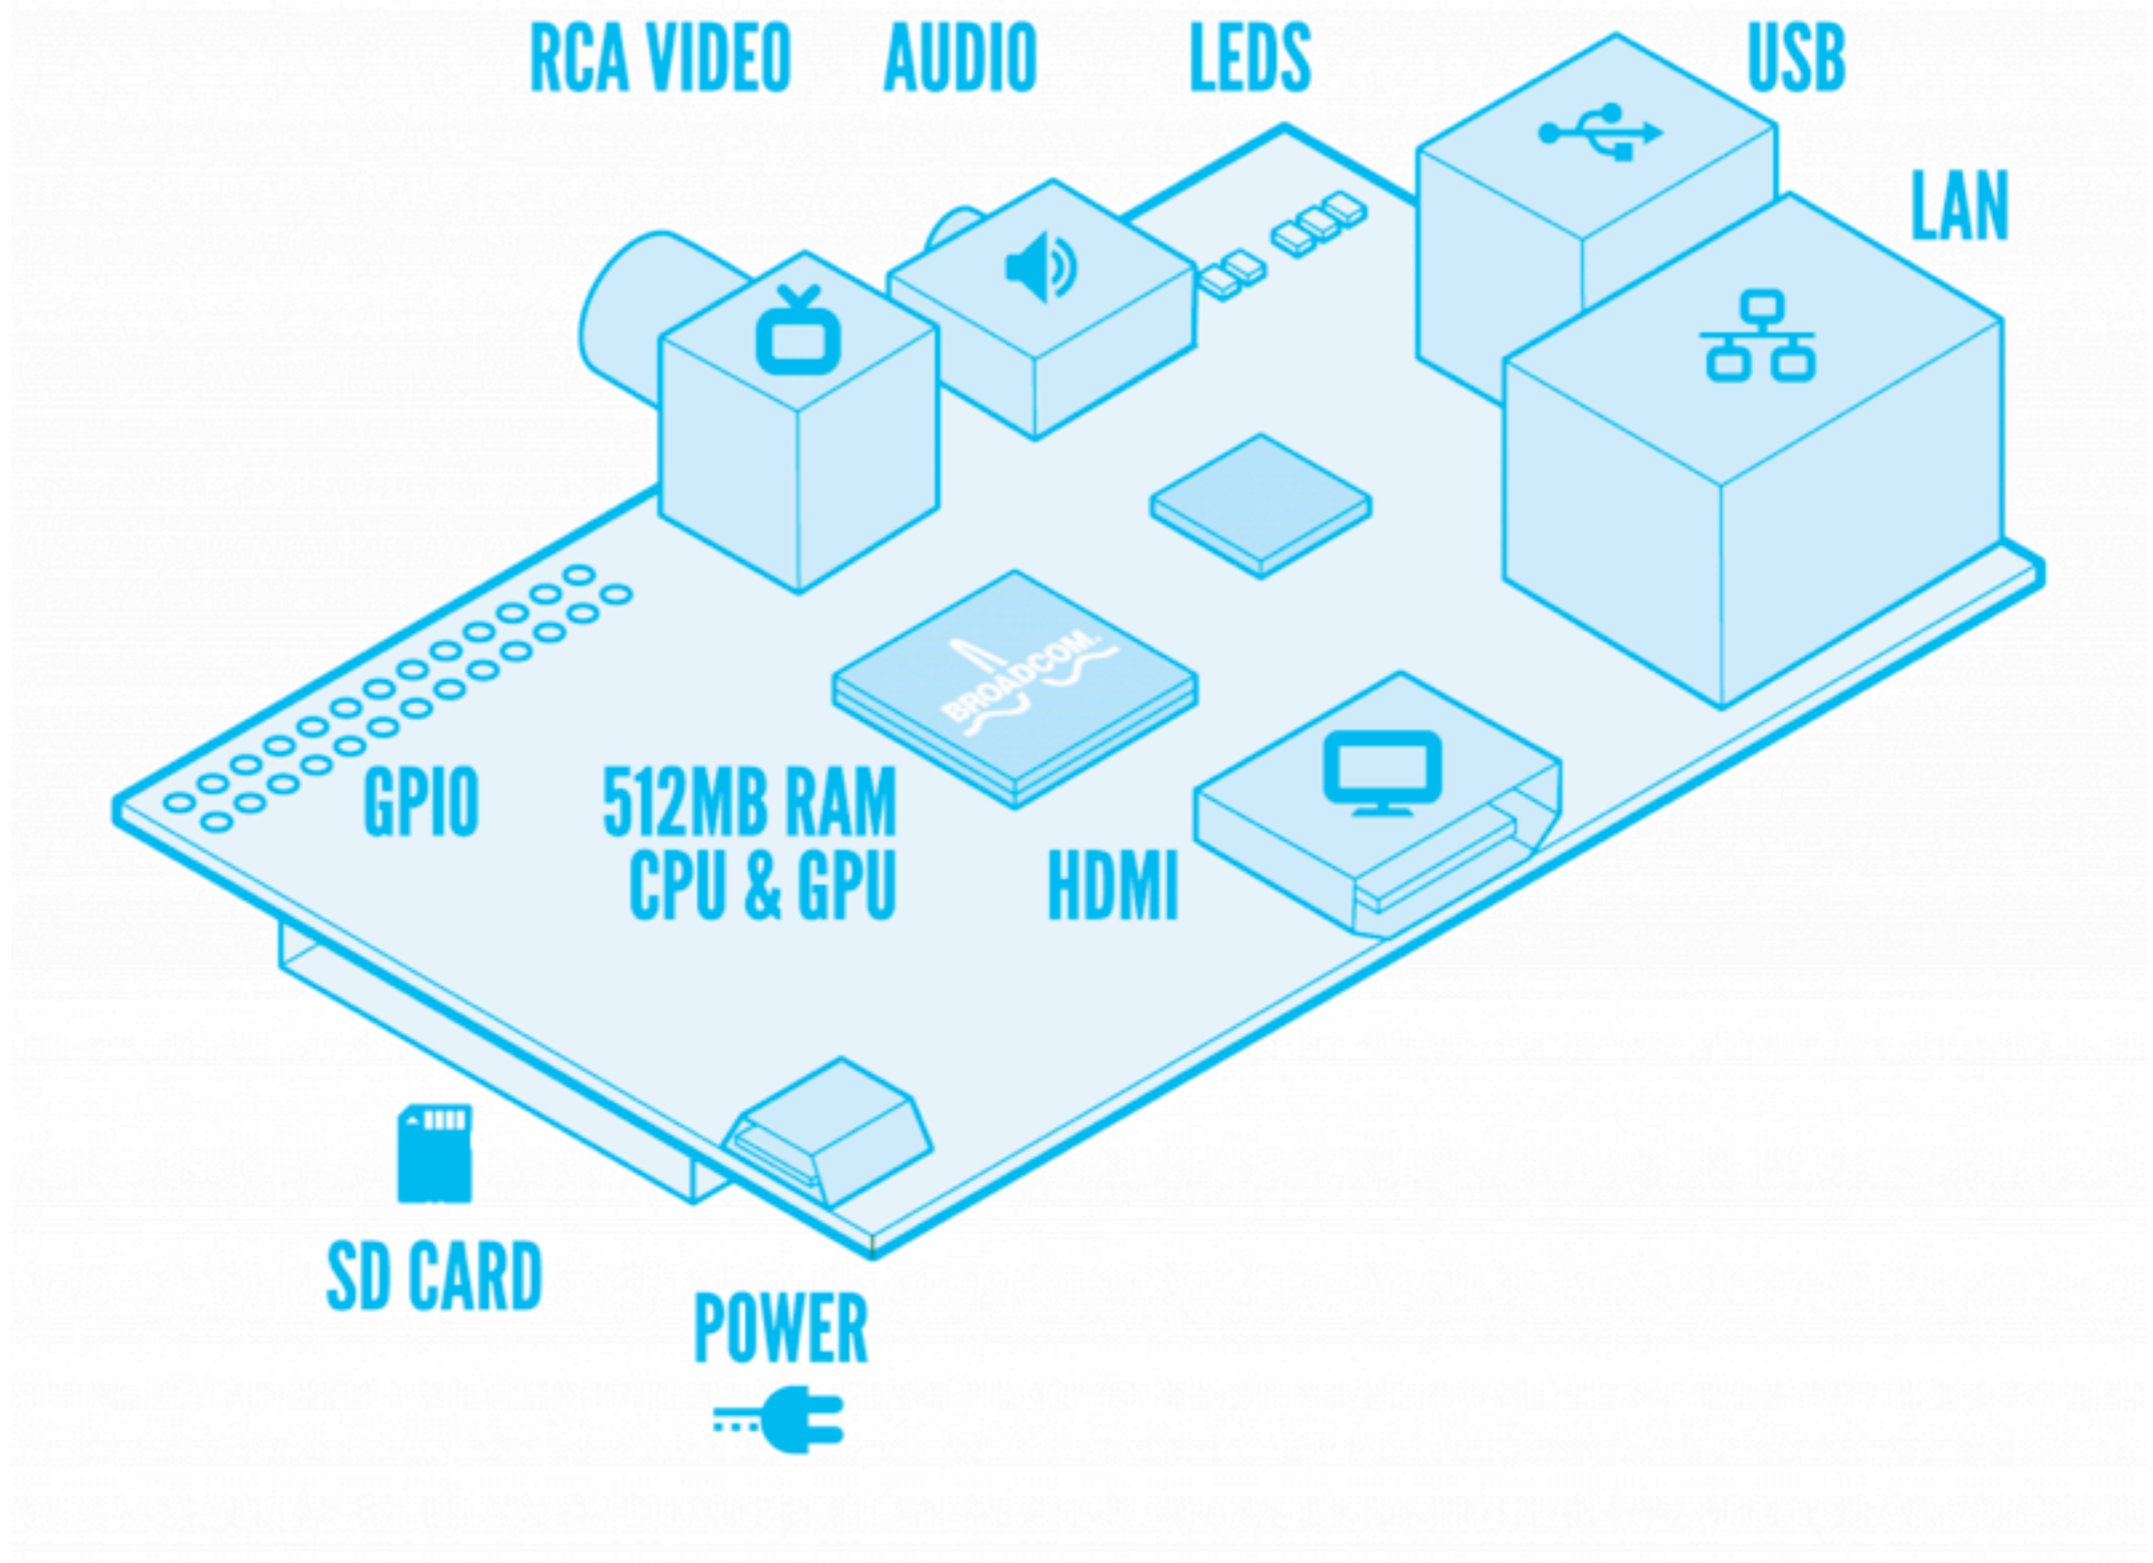 RCA VIDEO
AUDIO
LEDS
USB
LAN
BROADCOM.
GPIO
512MB RAM
CPU & GPU
HDMI
SD CARD
POWER